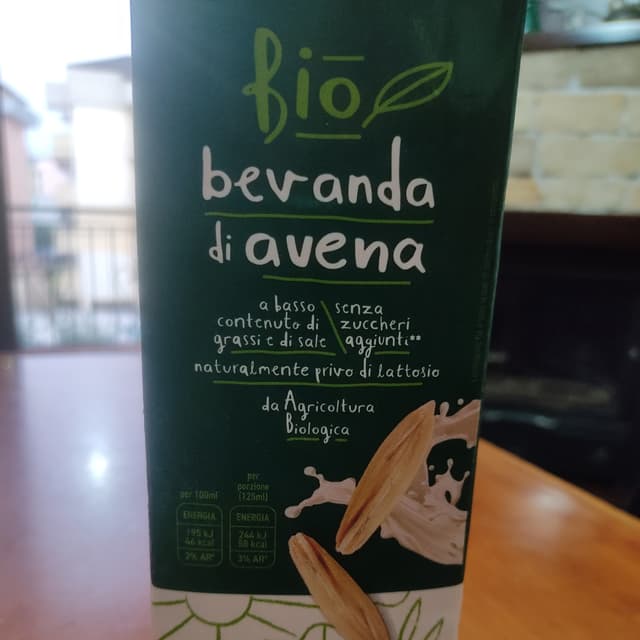 Biō
bevanda
di avena
a basso
contenuto di
grassi e di sale
senza
zuccheri
aggiunti**
naturalmente privo di lattosio
da Agricoltura
Biologica
per 100ml
ENERGIA
195 kJ
46 kcal
2% AR*
per
porzione
(125ml)
ENERGIA
244 kJ
58 kcal
3% AR*